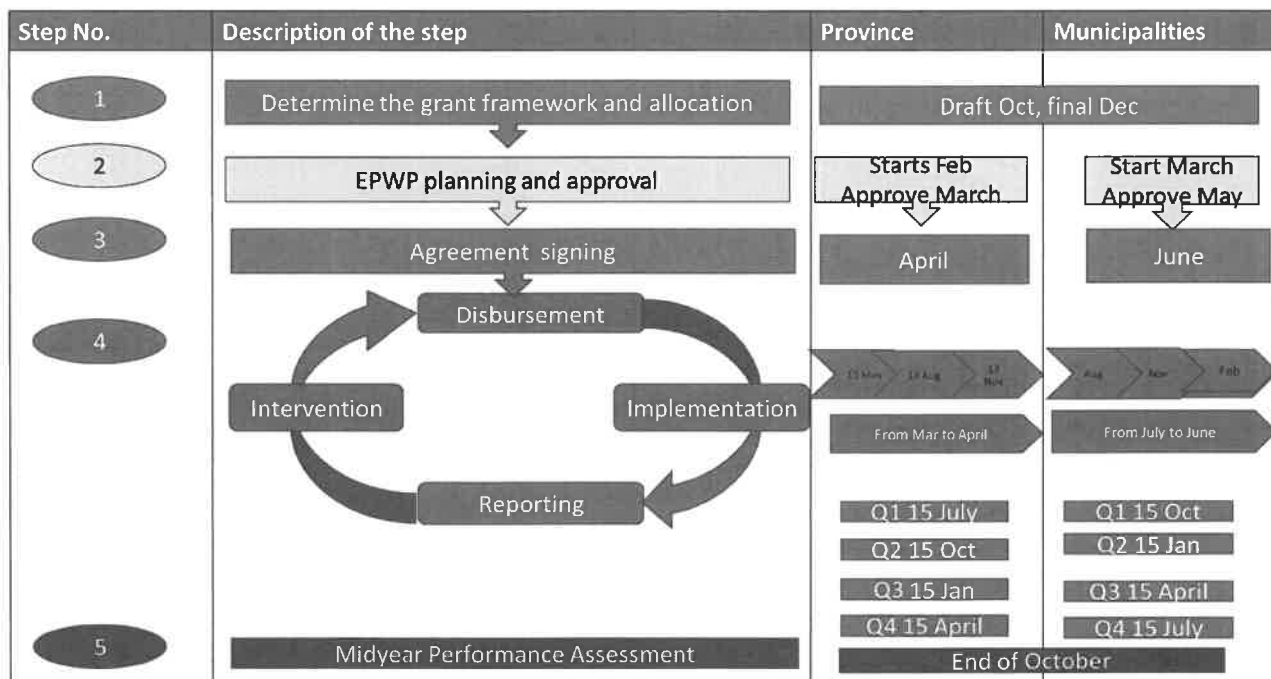 Step No.
Description of the step
Province
Municipalities
1
Determine the grant framework and allocation
Draft Oct, final Dec
2
EPWP planning and approval
Starts Feb
Approve March
Start March
Approve May
3
Agreement signing
April
June
4
Disbursement
Intervention
Implementation
Reporting
15 May
Aug
Nov
Aug
Nov
Feb
From Mar to April
From July to June
Q1 15 July
Q1 15 Oct
Q2 15 Oct
Q2 15 Jan
Q3 15 Jan
Q3 15 April
Q4 15 April
Q4 15 July
5
Midyear Performance Assessment
End of October